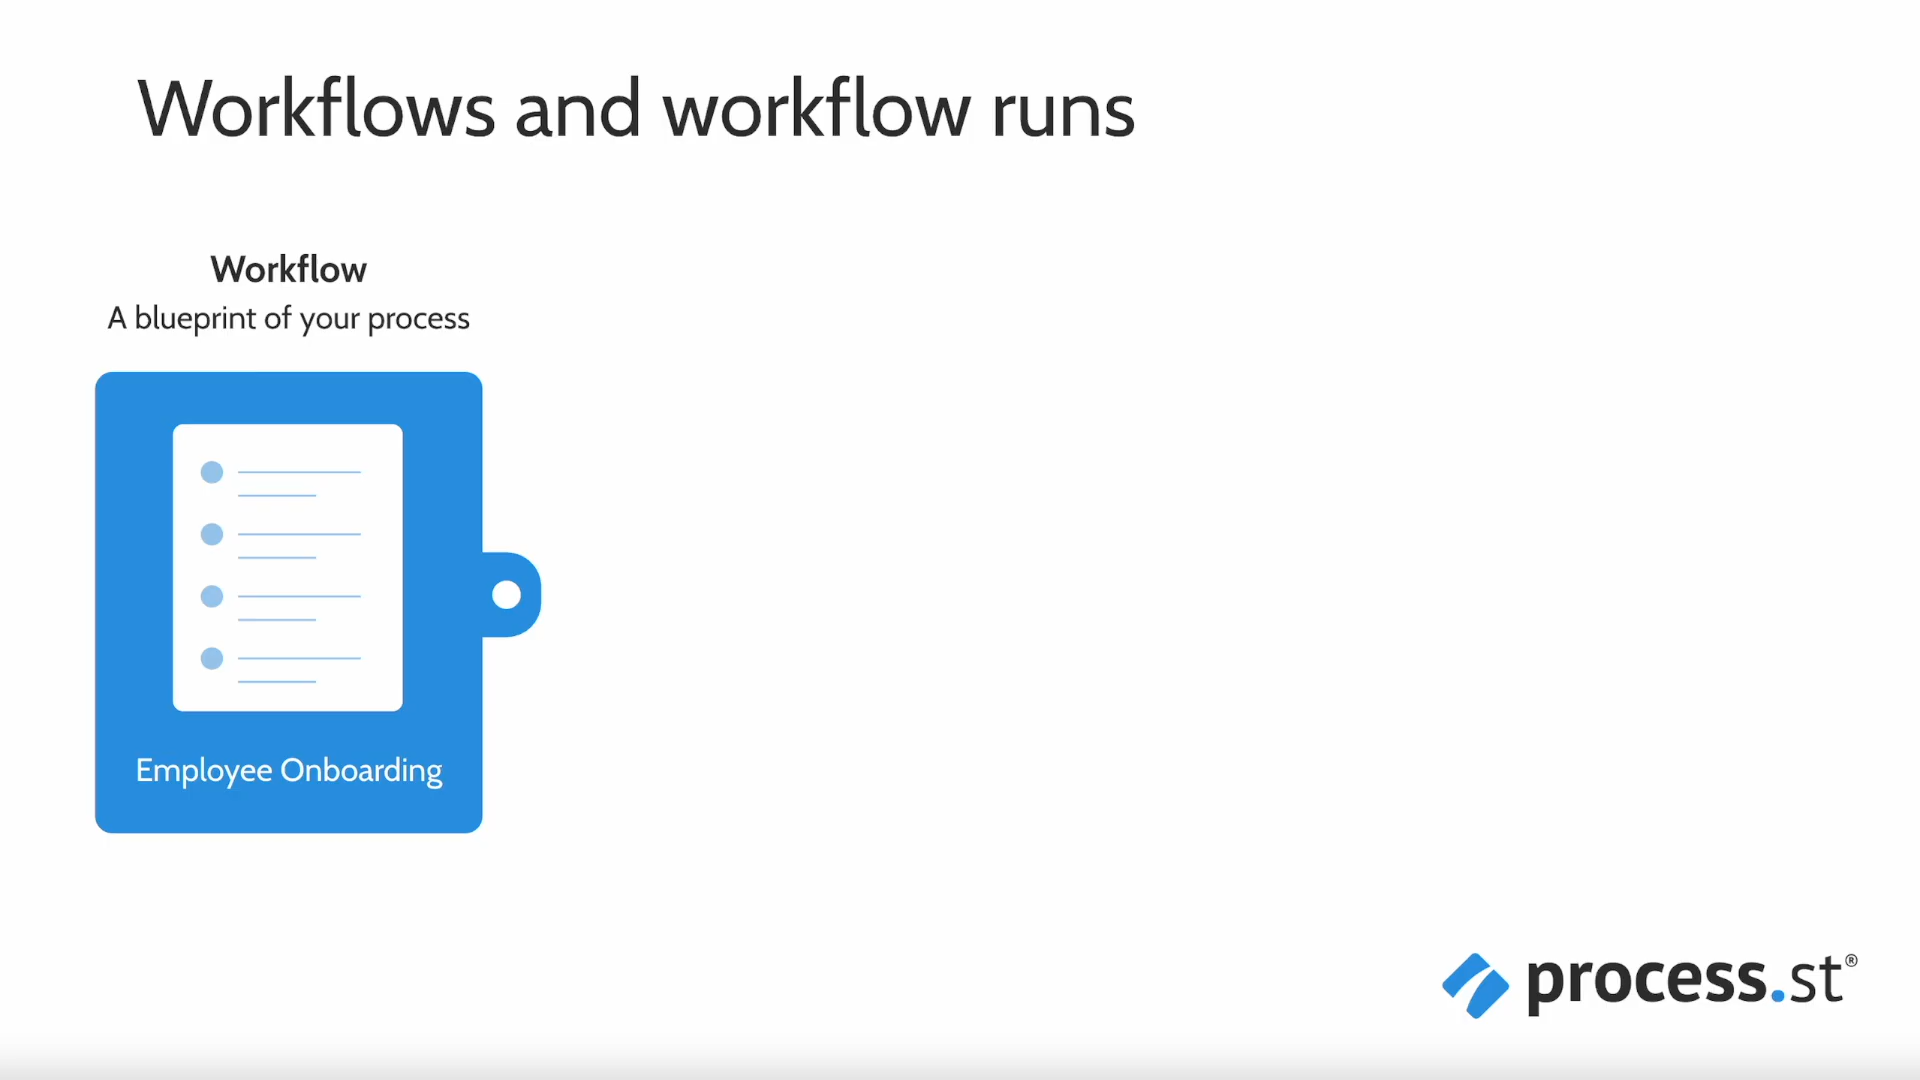 Workflows and workflow runs
Workflow
A blueprint of your process
Employee Onboarding
process.st®